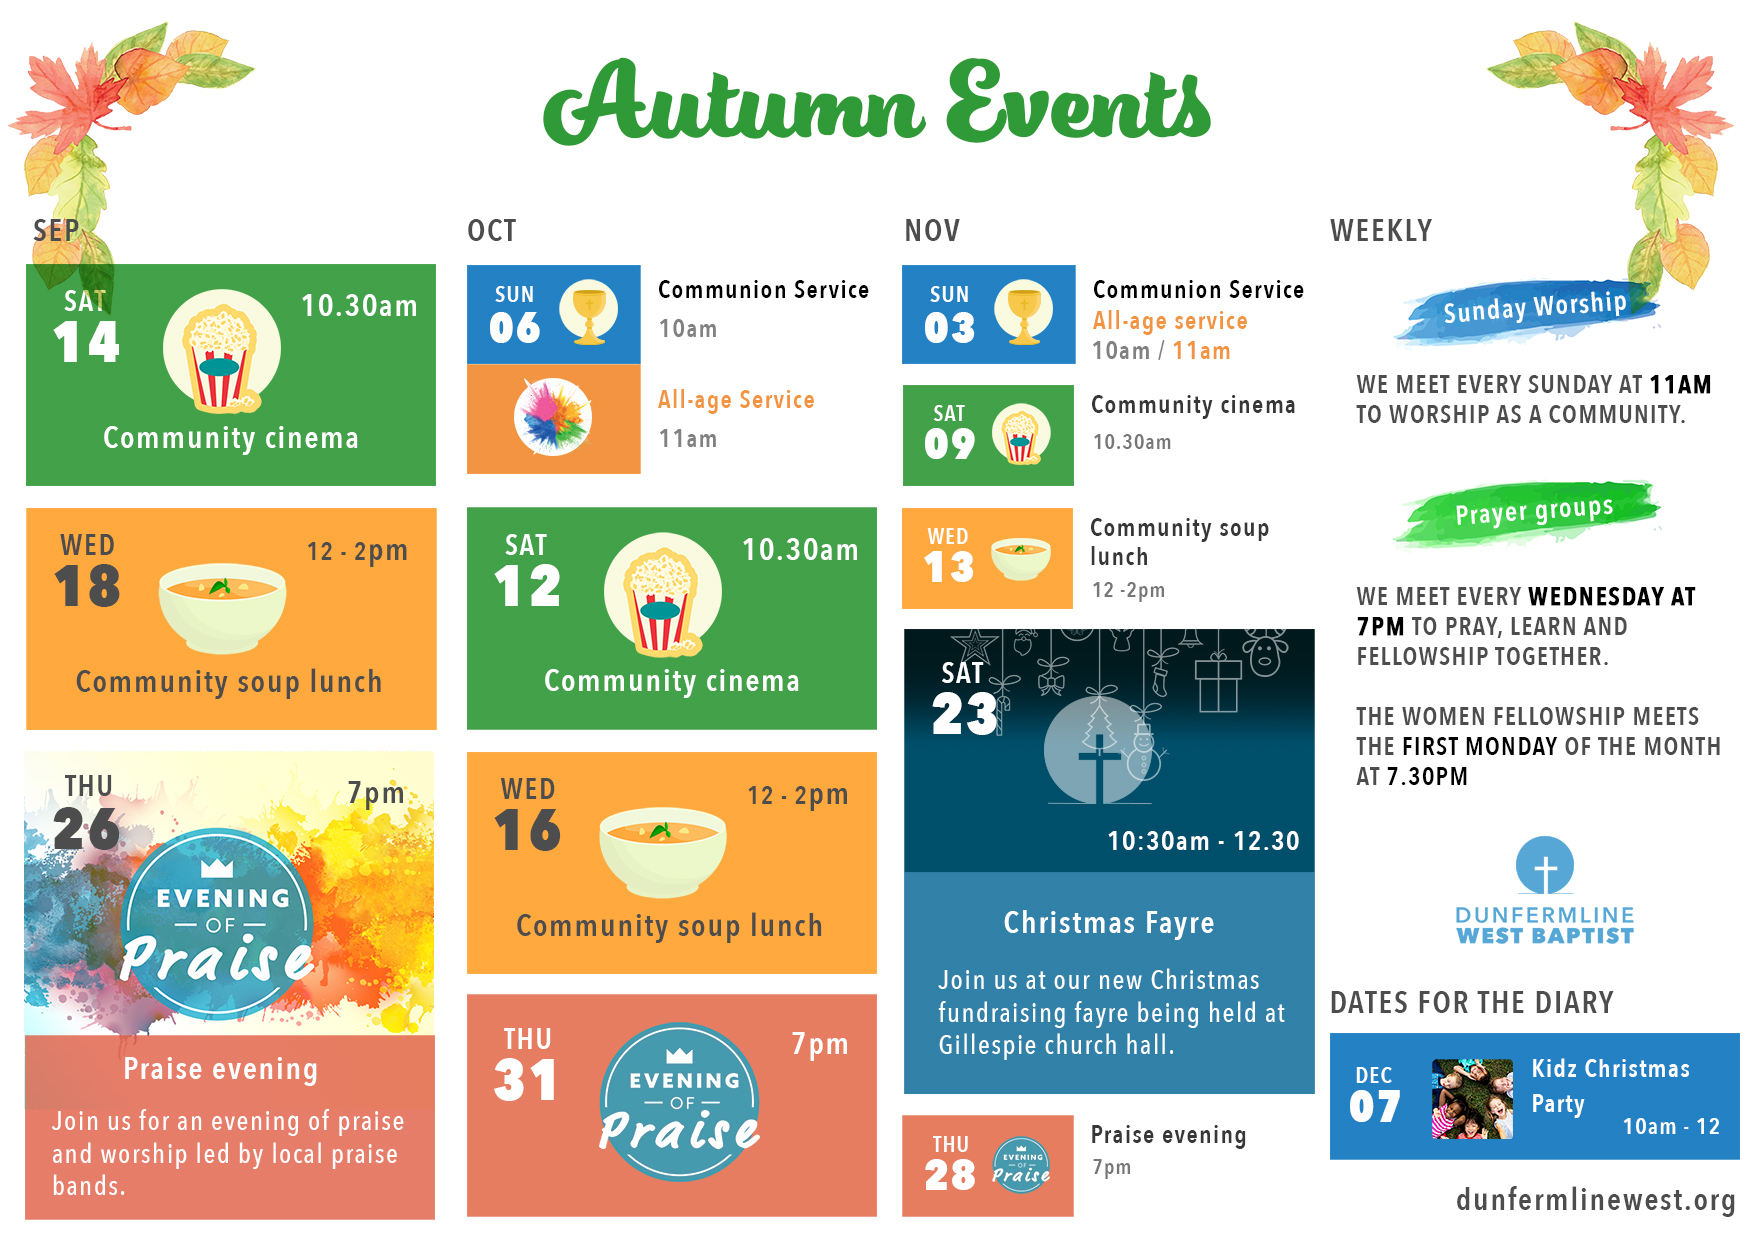 Autumn Events
SEP
SAT
14
10.30am
Community cinema
WED
18
12 - 2pm
Community soup lunch
THU
26
7pm
EVENING
OF
Praise
Praise evening
Join us for an evening of praise
and worship led by local praise
bands.
OCT
SUN
06
Communion Service
10am
All-age Service
11am
SAT
12
10.30am
Community cinema
WED
16
12 - 2pm
Community soup lunch
THU
31
7pm
EVENING
OF
Praise
NOV
SUN
03
Communion Service
All-age service
10am / 11am
SAT
09
Community cinema
10.30am
WED
13
Community soup
lunch
12 -2pm
SAT
23
10:30am - 12.30
Christmas Fayre
Join us at our new Christmas
fundraising fayre being held at
Gillespie church hall.
THU
28
EVENING
OF
Praise
Praise evening
7pm
WEEKLY
Sunday Worship
WE MEET EVERY SUNDAY AT 11AM
TO WORSHIP AS A COMMUNITY.
Prayer groups
WE MEET EVERY WEDNESDAY AT
7PM TO PRAY, LEARN AND
FELLOWSHIP TOGETHER.
THE WOMEN FELLOWSHIP MEETS
THE FIRST MONDAY OF THE MONTH
AT 7.30PM
DUNFERMLINE
WEST BAPTIST
DATES FOR THE DIARY
DEC
07
Kidz Christmas
Party
10am - 12
dunfermlinewest.org